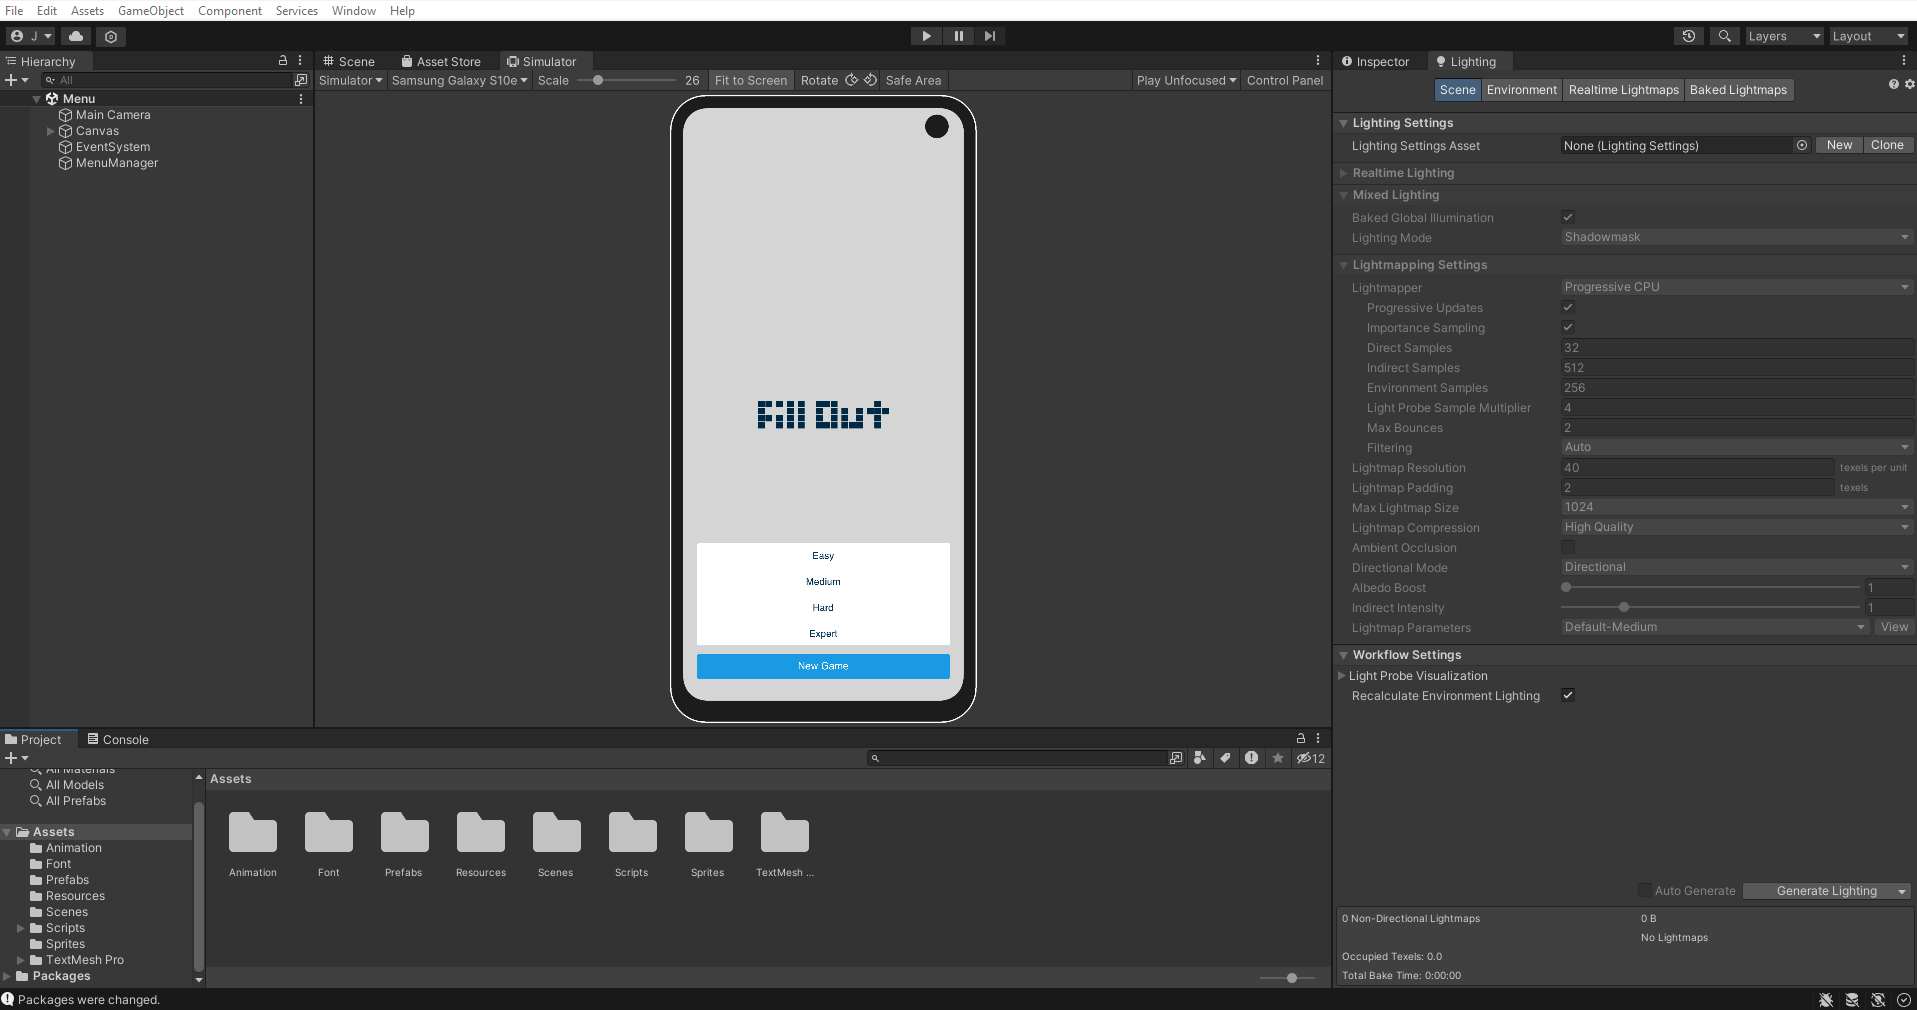 File Edit Assets GameObject Component Services Window Help
J Layers Layout
Hierarchy
All
Menu
Main Camera
Canvas
EventSystem
MenuManager
Scene Asset Store Simulator
Simulator Samsung Galaxy S10e Scale 26 Fit to Screen Rotate Safe Area Play Unfocused Control Panel
Fill Out
Easy
Medium
Hard
Expert
New Game
Inspector Lighting
Scene Environment Realtime Lightmaps Baked Lightmaps
Lighting Settings
Lighting Settings Asset None (Lighting Settings) New Clone
Realtime Lighting
Mixed Lighting
Baked Global Illumination
Lighting Mode Shadowmask
Lightmapping Settings
Lightmapper Progressive CPU
Progressive Updates
Importance Sampling
Direct Samples 32
Indirect Samples 512
Environment Samples 256
Light Probe Sample Multiplier 4
Max Bounces 2
Filtering Auto
Lightmap Resolution 40 texels per unit
Lightmap Padding 2 texels
Max Lightmap Size 1024
Lightmap Compression High Quality
Ambient Occlusion
Directional Mode Directional
Albedo Boost 1
Indirect Intensity 1
Lightmap Parameters Default-Medium View
Workflow Settings
Light Probe Visualization
Recalculate Environment Lighting
Auto Generate Generate Lighting
0 Non-Directional Lightmaps 0 B
No Lightmaps
Occupied Texels: 0.0
Total Bake Time: 0:00:00
Project Console
12
All Materials
All Models
All Prefabs
Assets
Animation
Font
Prefabs
Resources
Scenes
Scripts
Sprites
TextMesh Pro
Packages
Assets
Animation Font Prefabs Resources Scenes Scripts Sprites TextMesh ...
Packages were changed.